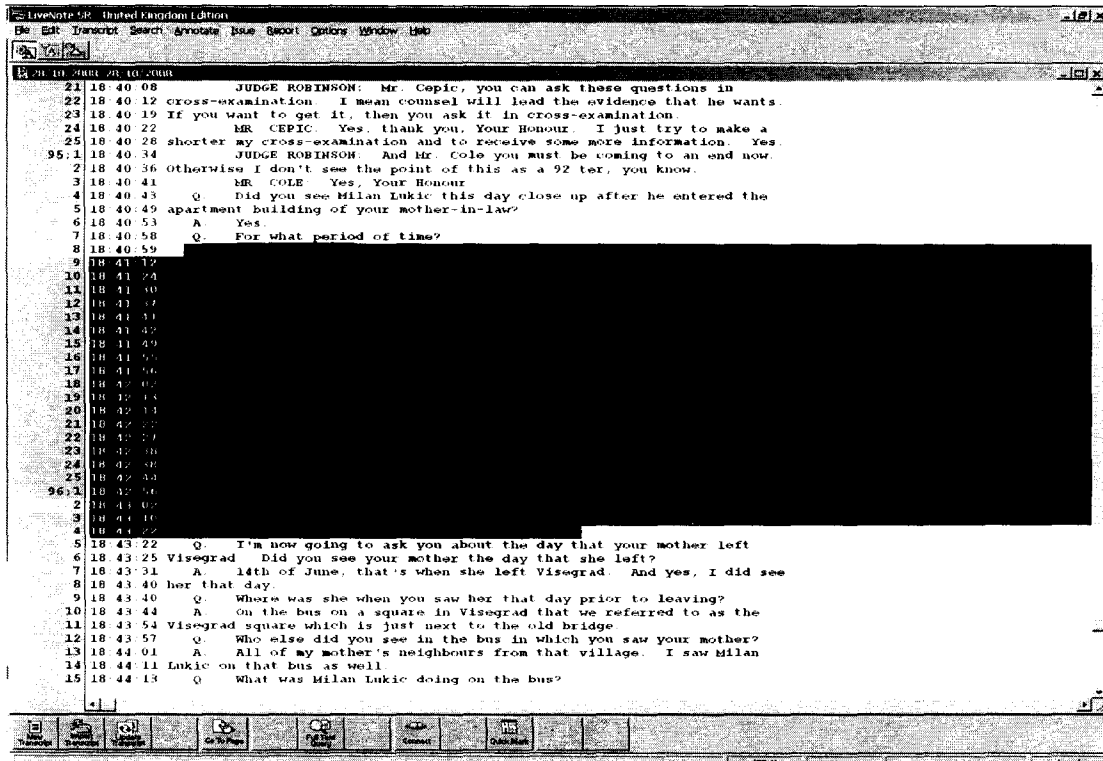 LiveNote SR - United Kingdom Edition
File Edit Transcript Search Annotate Issue Report Options Window Help
28-10-2008 28/10/2008
21 18:40:08 JUDGE ROBINSON: Mr. Cepic, you can ask these questions in
22 18:40:12 cross-examination. I mean counsel will lead the evidence that he wants.
23 18:40:19 If you want to get it, then you ask it in cross-examination.
24 18:40:22 MR. CEPIC: Yes, thank you, Your Honour. I just try to make a
25 18:40:28 shorter my cross-examination and to receive some more information. Yes.
95:1 18:40:34 JUDGE ROBINSON: And Mr. Cole you must be coming to an end now.
2 18:40:36 Otherwise I don't see the point of this as a 92 ter, you know.
3 18:40:41 MR. COLE: Yes, Your Honour
4 18:40:43 Q. Did you see Milan Lukic this day close up after he entered the
5 18:40:49 apartment building of your mother-in-law?
6 18:40:53 A. Yes.
7 18:40:58 Q. For what period of time?
8 18:40:59
9 18:41:12
10 18:41:24
11 18:41:30
12 18:41:37
13 18:41:41
14 18:41:42
15 18:41:49
16 18:41:55
17 18:41:56
18 18:42:02
19 18:42:13
20 18:42:14
21 18:42:22
22 18:42:27
23 18:42:36
24 18:42:38
25 18:42:44
96:1 18:42:56
2 18:43:02
3 18:43:10
4 18:43:22
5 18:43:22 Q. I'm now going to ask you about the day that your mother left
6 18:43:25 Visegrad. Did you see your mother the day that she left?
7 18:43:31 A. 14th of June, that's when she left Visegrad. And yes, I did see
8 18:43:40 her that day.
9 18:43:40 Q. Where was she when you saw her that day prior to leaving?
10 18:43:44 A. On the bus on a square in Visegrad that we referred to as the
11 18:43:54 Visegrad square which is just next to the old bridge.
12 18:43:57 Q. Who else did you see in the bus in which you saw your mother?
13 18:44:01 A. All of my mother's neighbours from that village. I saw Milan
14 18:44:11 Lukic on that bus as well.
15 18:44:13 Q What was Milan Lukic doing on the bus?
New Transcript
Transcript
Transcript
Go To Page
Full Text Query
Connect
Quick Mark